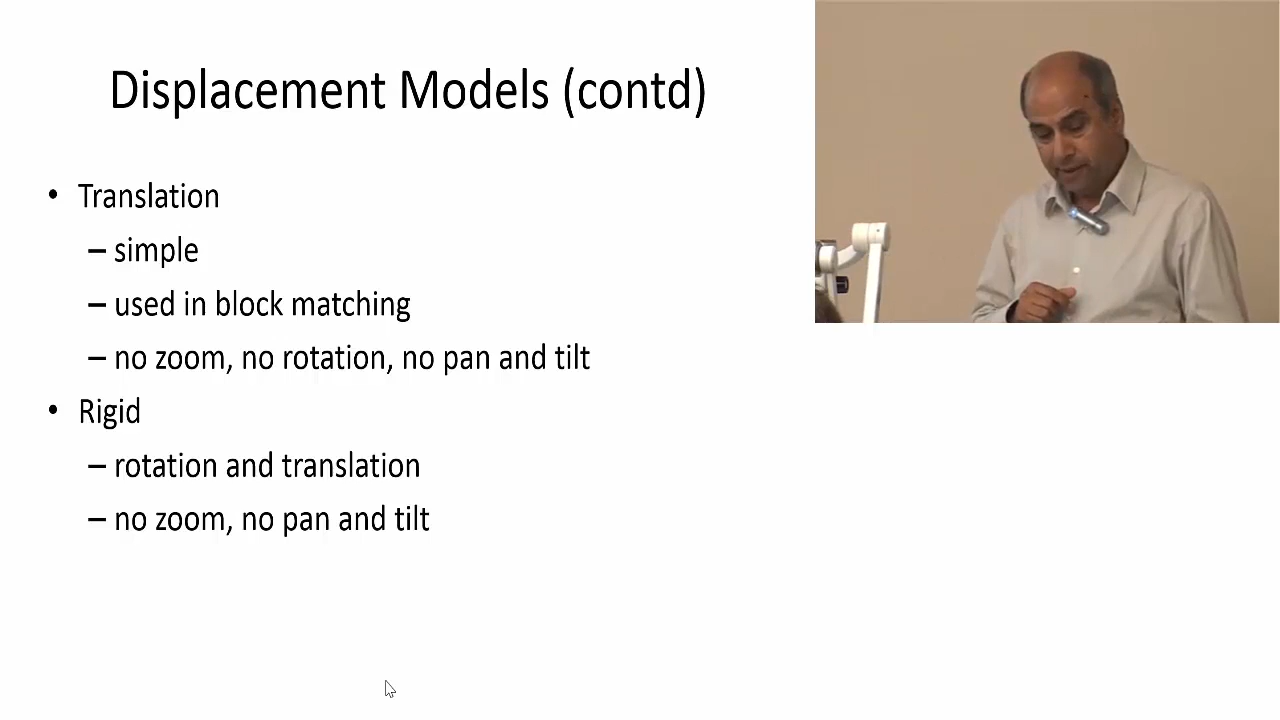 Displacement Models (contd)
• Translation
– simple
– used in block matching
– no zoom, no rotation, no pan and tilt
• Rigid
– rotation and translation
– no zoom, no pan and tilt